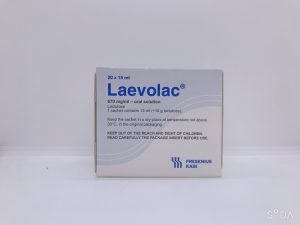 20 x 15 ml
Laevolac®
670 mg/ml – oral solution
Lactulose
1 sachet contains 15 ml (=10 g lactulose)
Keep the sachet in a dry place at temperature not above
30°C, in the original packaging.
KEEP OUT OF THE REACH AND SIGHT OF CHILDREN.
READ CAREFULLY THE PACKAGE INSERT BEFORE USE.
FRESENIUS
KABI